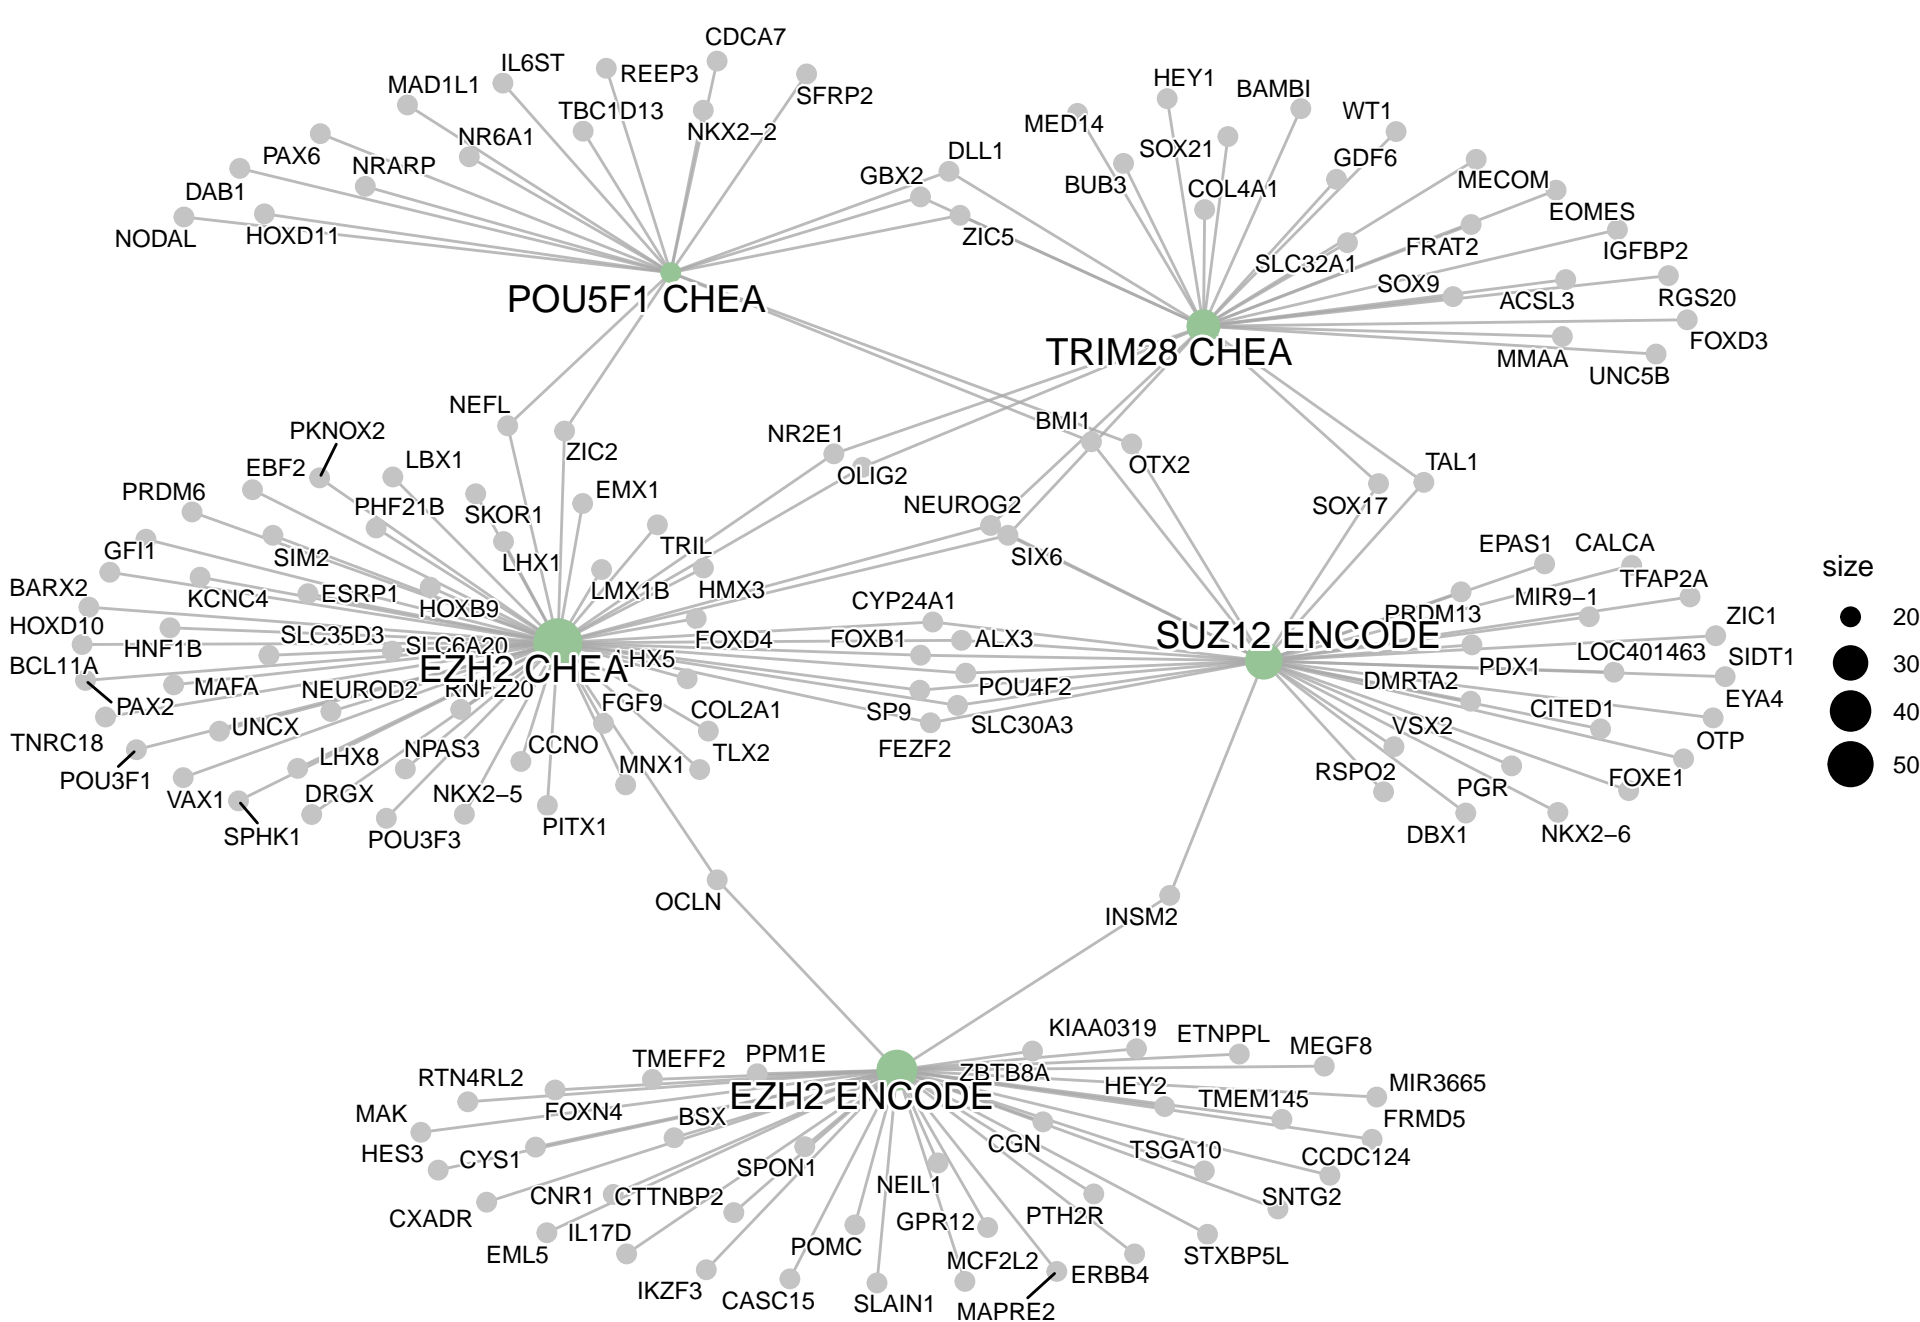 CDCA7
IL6ST
REEP3
MAD1L1
SFRP2
TBC1D13
NKX2−2
NR6A1
PAX6
NRARP
DAB1
NODAL
HOXD11
POU5F1 CHEA
DLL1
GBX2
ZIC5
HEY1
BAMBI
MED14
WT1
SOX21
GDF6
BUB3
COL4A1
MECOM
EOMES
FRAT2
IGFBP2
SLC32A1
SOX9
ACSL3
RGS20
FOXD3
MMAA
UNC5B
TRIM28 CHEA
NEFL
ZIC2
NR2E1
OLIG2
BMI1
OTX2
NEUROG2
SIX6
TAL1
SOX17
PKNOX2
LBX1
EBF2
PRDM6
PHF21B
SKOR1
EMX1
TRIL
GFI1
SIM2
LHX1
LMX1B
HMX3
BARX2
KCNC4
ESRP1
HOXB9
HOXD10
HNF1B
SLC35D3
SLC6A20
FOXD4
LHX5
BCL11A
MAFA
NEUROD2
RNF220
EZH2 CHEA
PAX2
UNCX
FGF9
COL2A1
TNRC18
POU3F1
LHX8
NPAS3
CCNO
MNX1
TLX2
VAX1
DRGX
NKX2−5
SPHK1
POU3F3
PITX1
CYP24A1
FOXB1
ALX3
POU4F2
SP9
SLC30A3
FEZF2
SUZ12 ENCODE
EPAS1
CALCA
TFAP2A
PRDM13
MIR9−1
ZIC1
PDX1
LOC401463
SIDT1
DMRTA2
EYA4
CITED1
VSX2
OTP
RSPO2
PGR
FOXE1
DBX1
NKX2−6
size
20
30
40
50
OCLN
INSM2
KIAA0319
ETNPPL
MEGF8
TMEFF2
PPM1E
ZBTB8A
RTN4RL2
HEY2
MIR3665
EZH2 ENCODE
TMEM145
FRMD5
MAK
FOXN4
BSX
HES3
CYS1
CGN
TSGA10
CCDC124
SPON1
NEIL1
CNR1
CTTNBP2
SNTG2
CXADR
GPR12
PTH2R
IL17D
EML5
POMC
MCF2L2
STXBP5L
ERBB4
IKZF3
CASC15
SLAIN1
MAPRE2